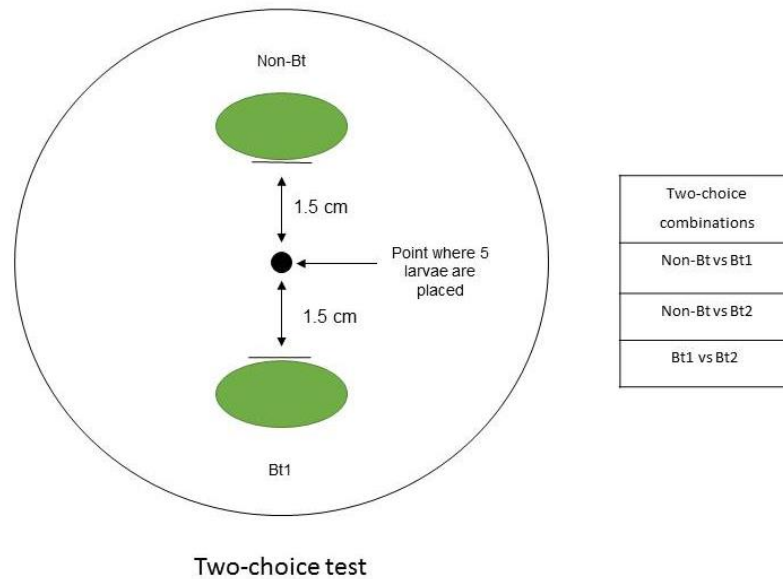 Non-Bt
1.5 cm
Point where 5
larvae are
placed
1.5 cm
Bt1
Two-choice test
Two-choice
combinations
Non-Bt vs Bt1
Non-Bt vs Bt2
Bt1 vs Bt2